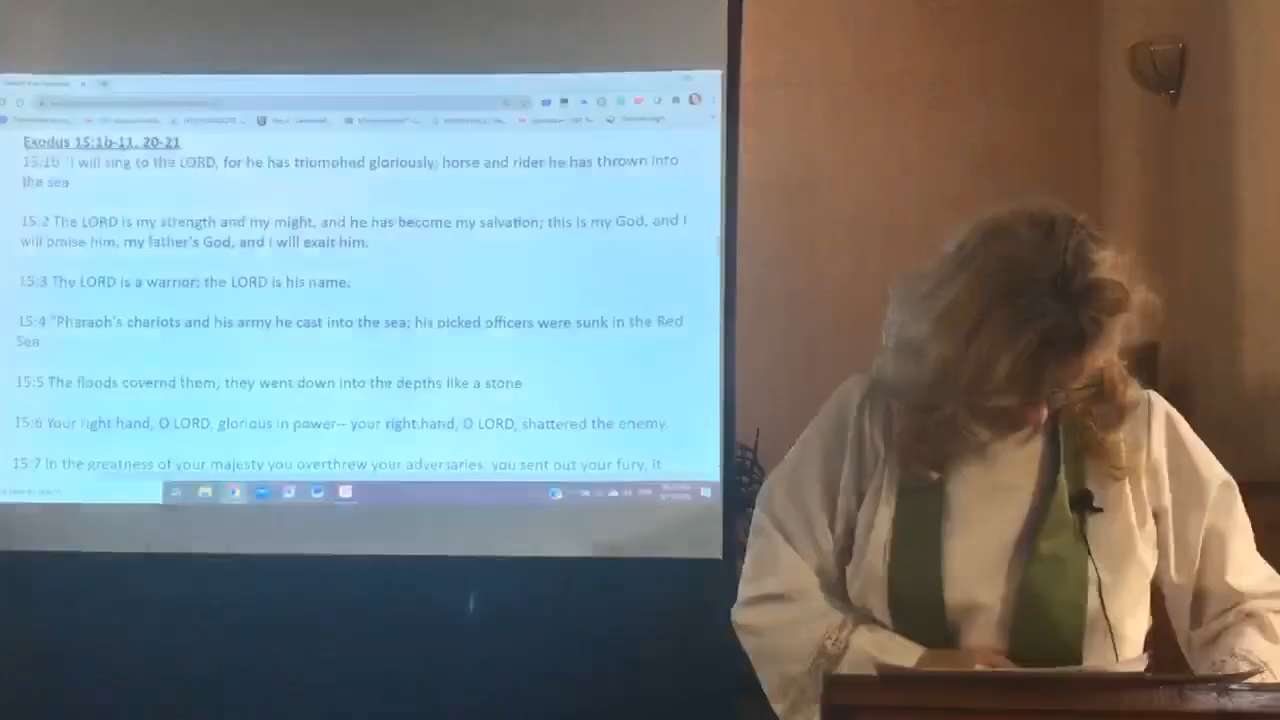 Exodus 15:1b-11, 20-21
15:1b "I will sing to the LORD, for he has triumphed gloriously; horse and rider he has thrown into
the sea
15:2 The LORD is my strength and my might, and he has become my salvation; this is my God, and I
will praise him, my father's God, and I will exalt him.
15:3 The LORD is a warrior; the LORD is his name.
15:4 "Pharaoh's chariots and his army he cast into the sea; his picked officers were sunk in the Red
Sea
15:5 The floods covered them; they went down into the depths like a stone
15:6 Your right hand, O LORD, glorious in power-- your right hand, O LORD, shattered the enemy.
15:7 In the greatness of your majesty you overthrew your adversaries, you sent out your fury, it